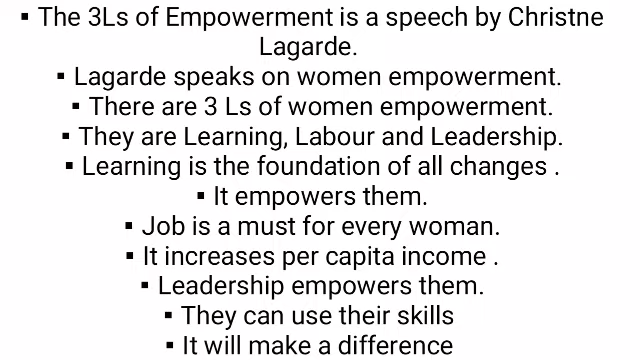 ▪ The 3Ls of Empowerment is a speech by Christne
Lagarde.
▪ Lagarde speaks on women empowerment.
▪ There are 3 Ls of women empowerment.
▪ They are Learning, Labour and Leadership.
▪ Learning is the foundation of all changes .
▪ It empowers them.
▪ Job is a must for every woman.
▪ It increases per capita income .
▪ Leadership empowers them.
▪ They can use their skills
▪ It will make a difference